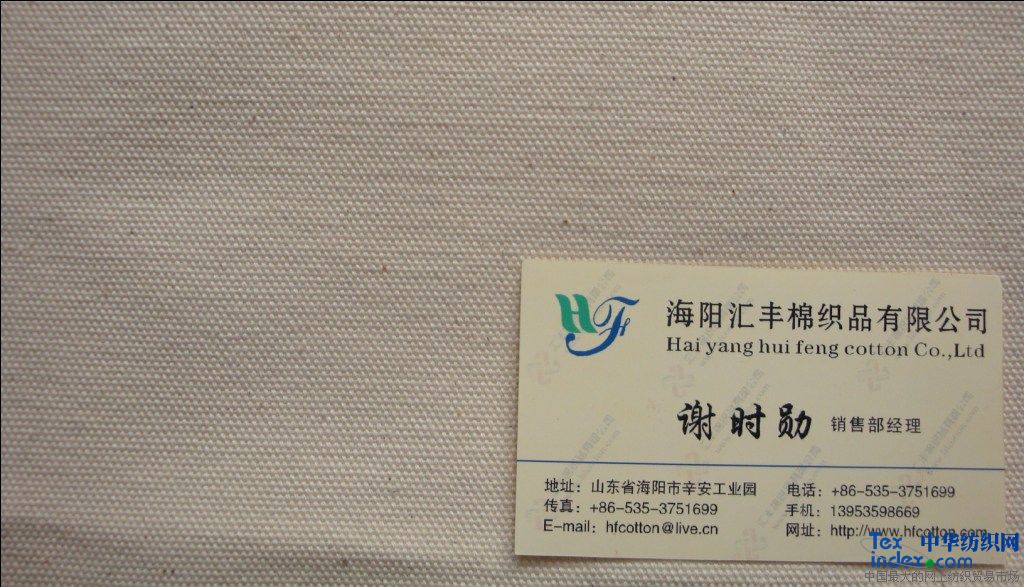 HF
海阳汇丰棉织品有限公司
Hai yang hui feng cotton Co.,Ltd
谢时勋 销售部经理
地址：山东省海阳市辛安工业园 电话：+86-535-3751699
传真：+86-535-3751699 手机：13953598669
E-mail：hfcotton@live.cn 网址：http://www.hfcotton.com
Tex 中华纺织网
index.com
中国最大的网上纺织贸易市场